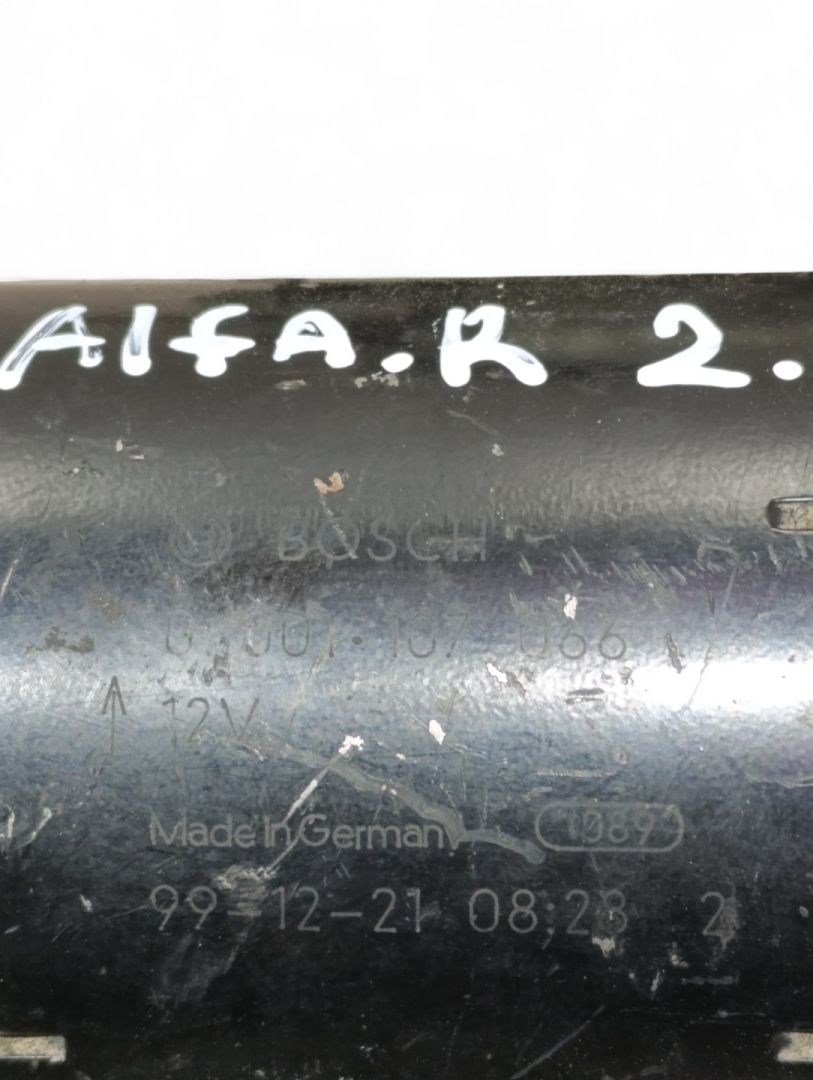 AlfA.R 2.
BOSCH
0 001 107 066
12V
Made in Germany 1089
99-12-21 08:28 2